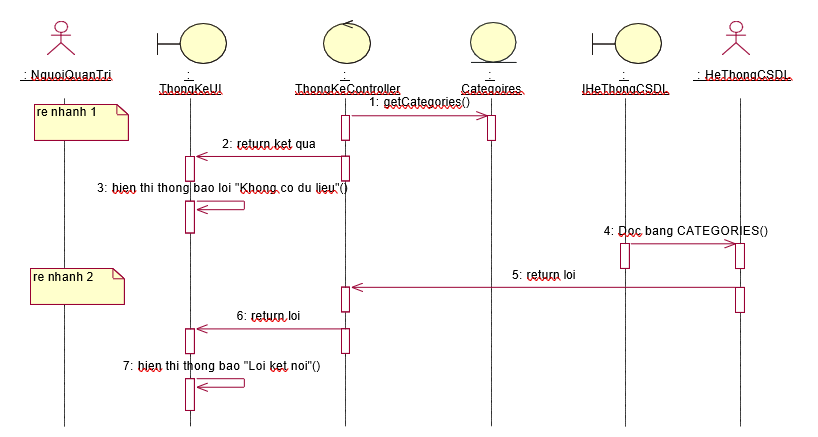 : NguoiQuanTri
:
ThongKeUI
:
ThongKeController
:
Categoires
:
IHeThongCSDL
: HeThongCSDL
re nhanh 1
1: getCategories()
2: return ket qua
3: hien thi thong bao loi "Khong co du lieu"()
4: Doc bang CATEGORIES()
re nhanh 2
5: return loi
6: return loi
7: hien thi thong bao "Loi ket noi"()